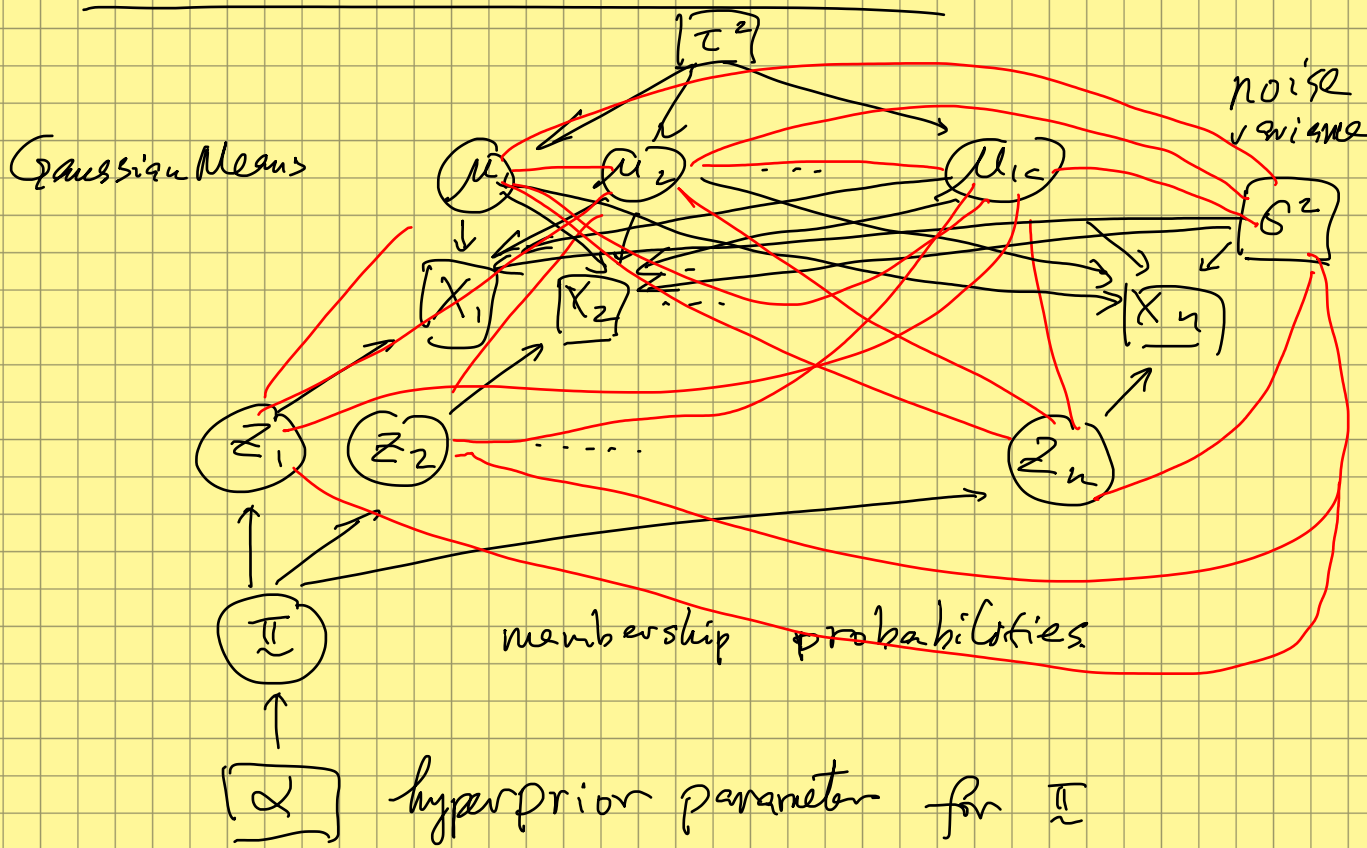 τ²
noise
variance
Gaussian Means
μ₁ μ₂ - - - μₖ
σ²
X₁ X₂ - - - Xₙ
Z₁ Z₂ - - - - - Zₙ
π
membership probabilities
α hyperprior parameter for π